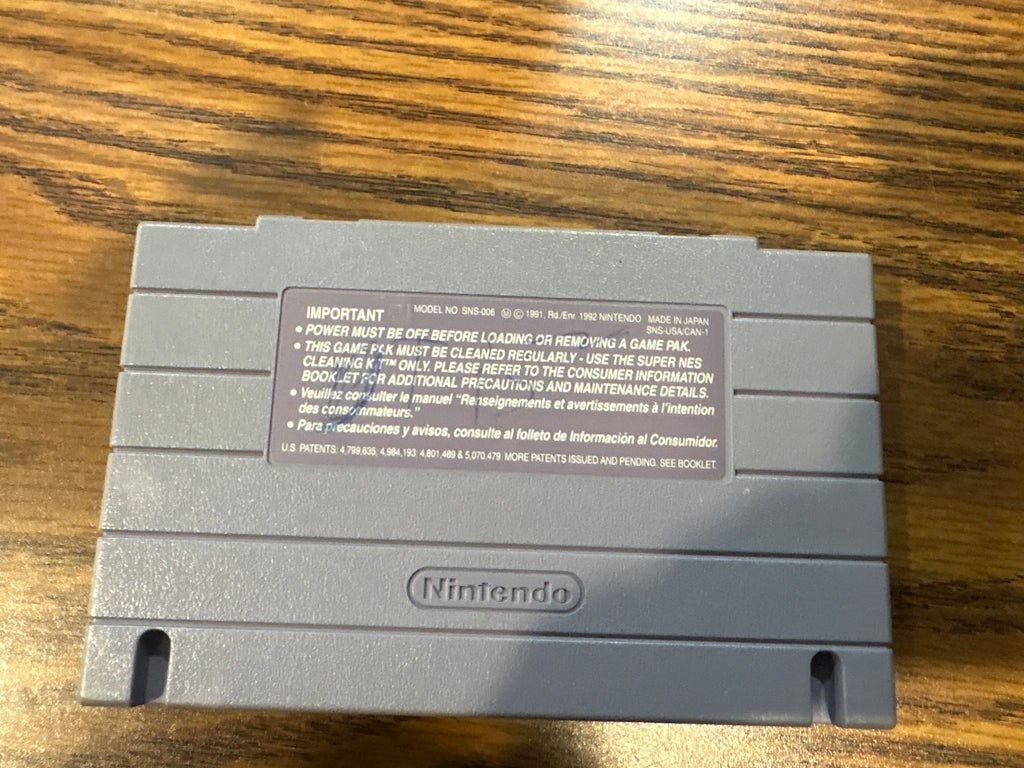 IMPORTANT
MODEL NO. SNS-006 Ⓜ © 1991. Rd./Enr. 1992 NINTENDO MADE IN JAPAN
SNS-USA/CAN-1
• POWER MUST BE OFF BEFORE LOADING OR REMOVING A GAME PAK.
• THIS GAME PAK MUST BE CLEANED REGULARLY - USE THE SUPER NES
CLEANING KIT™ ONLY. PLEASE REFER TO THE CONSUMER INFORMATION
BOOKLET FOR ADDITIONAL PRECAUTIONS AND MAINTENANCE DETAILS.
• Veuillez consulter le manuel "Renseignements et avertissements à l'intention
des consommateurs."
• Para precauciones y avisos, consulte al folleto de Información al Consumidor.
U.S. PATENTS: 4,799,635; 4,984,193; 4,801,489 & 5,070,479. MORE PATENTS ISSUED AND PENDING. SEE BOOKLET.
Nintendo